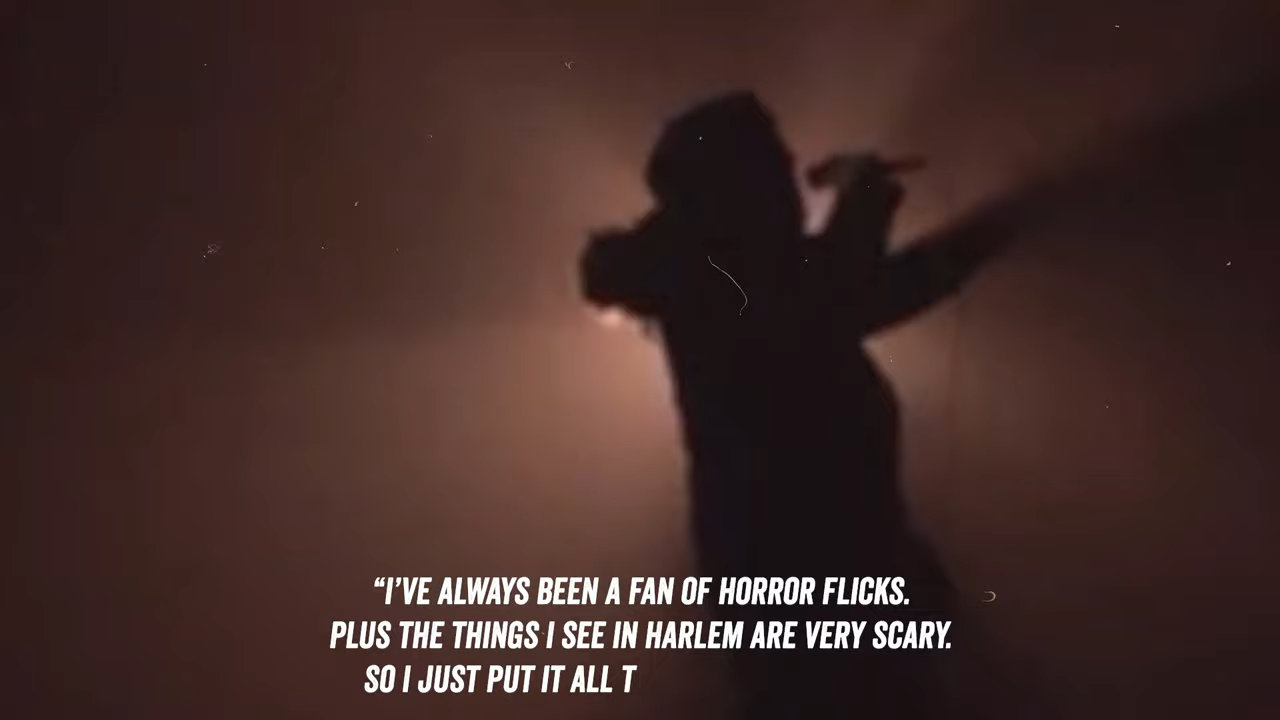 “I’VE ALWAYS BEEN A FAN OF HORROR FLICKS.
PLUS THE THINGS I SEE IN HARLEM ARE VERY SCARY.
SO I JUST PUT IT ALL T